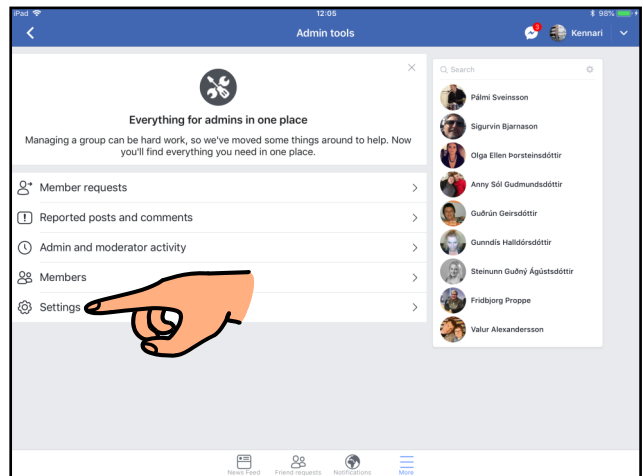 iPad 12:05 98%
Admin tools
3
Kennari
Everything for admins in one place
Managing a group can be hard work, so we've moved some things around to help. Now
you'll find everything you need in one place.
Member requests
Reported posts and comments
Admin and moderator activity
Members
Settings
Search
Pálmi Sveinsson
Sigurvin Bjarnason
Olga Ellen Þorsteinsdóttir
Anny Sól Gudmundsdóttir
Guðrún Geirsdóttir
Gunndís Halldórsdóttir
Steinunn Guðný Ágústsdóttir
Fridbjorg Proppe
Valur Alexandersson
News Feed Friend requests Notifications More